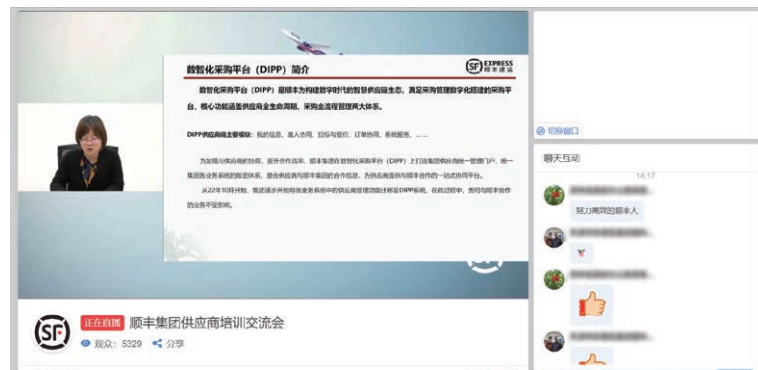 数智化采购平台（DIPP）简介
SF EXPRESS
顺丰速运
数智化采购平台（DIPP）是顺丰为构建数字时代的智慧供应链生态，满足采购管理数字化搭建的采购平
台，核心功能涵盖供应商全生命周期、采购全流程管理两大体系。
DIPP供应商端主要模块：我的信息、准入协同、投标与报价、订单协同、系统服务、... ...
为加强与供应商的协同，提升合作效率，顺丰集团在数智化采购平台（DIPP）上打造集团供应商统一管理门户，统一
集团各业务系统的账密体系，整合供应商与顺丰集团的合作信息，为供应商提供与顺丰合作的一站式协同平台。
从22年10月开始，集团逐步开始将各业务系统中的供应商管理功能迁移至DIPP系统，在此过程中，贵司与顺丰合作
的业务不受影响。
SF
正在直播 顺丰集团供应商培训交流会
观众：5329 分享
切换窗口
聊天互动
14:17
努力高效的顺丰人